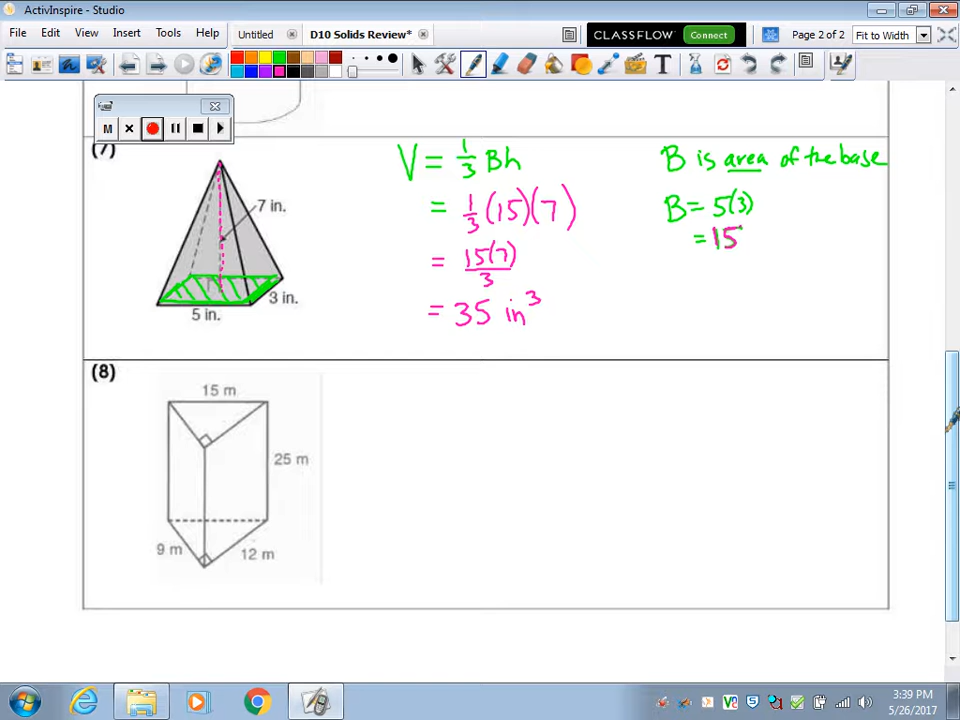 ActivInspire - Studio
File Edit View Insert Tools Help
Untitled
D10 Solids Review*
CLASSFLOW Connect
Page 2 of 2
Fit to Width
M
(7)
7 in.
3 in.
5 in.
V = 1/3 Bh
= 1/3 (15)(7)
= 15(7)/3
= 35 in³
B is area of the base
B = 5(3)
= 15
(8)
15 m
25 m
9 m
12 m
3:39 PM
5/26/2017